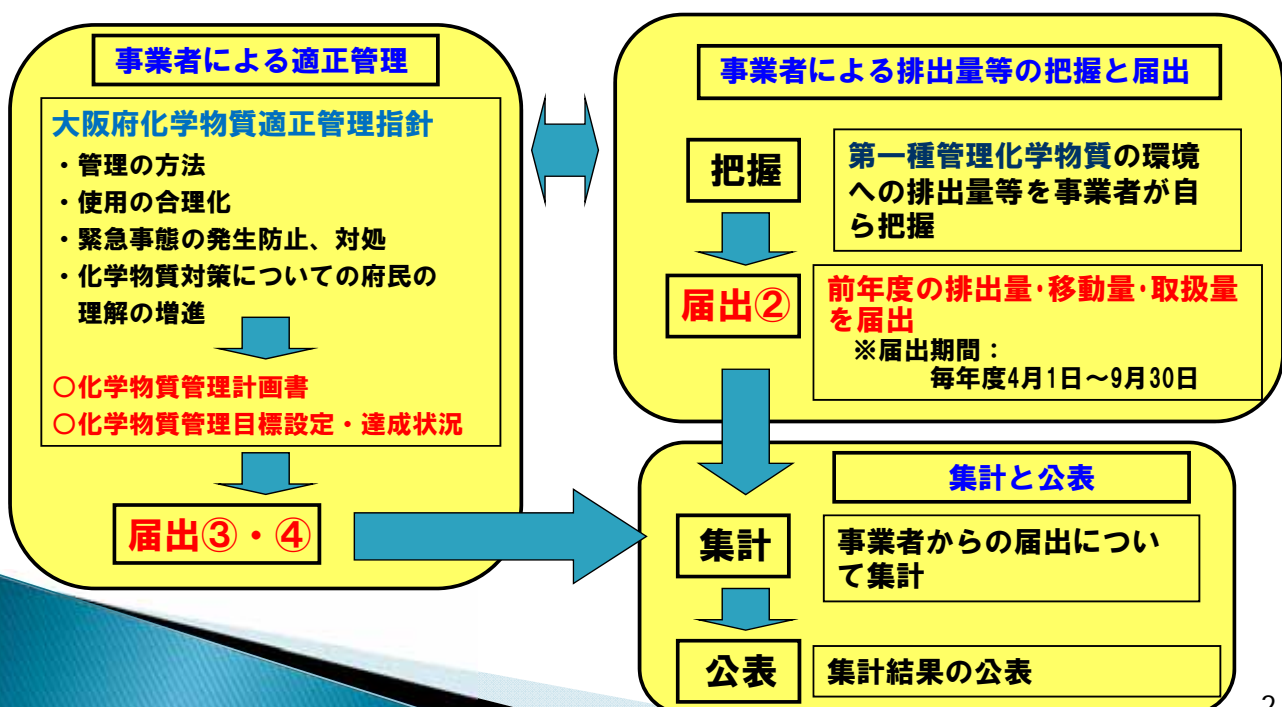 事業者による適正管理
大阪府化学物質適正管理指針
・管理の方法
・使用の合理化
・緊急事態の発生防止、対処
・化学物質対策についての府民の
理解の増進
○化学物質管理計画書
○化学物質管理目標設定・達成状況
届出③・④
事業者による排出量等の把握と届出
把握
第一種管理化学物質の環境
への排出量等を事業者が自
ら把握
届出②
前年度の排出量･移動量･取扱量
を届出
※届出期間：
毎年度4月1日～9月30日
集計と公表
集計
事業者からの届出につい
て集計
公表
集計結果の公表
2